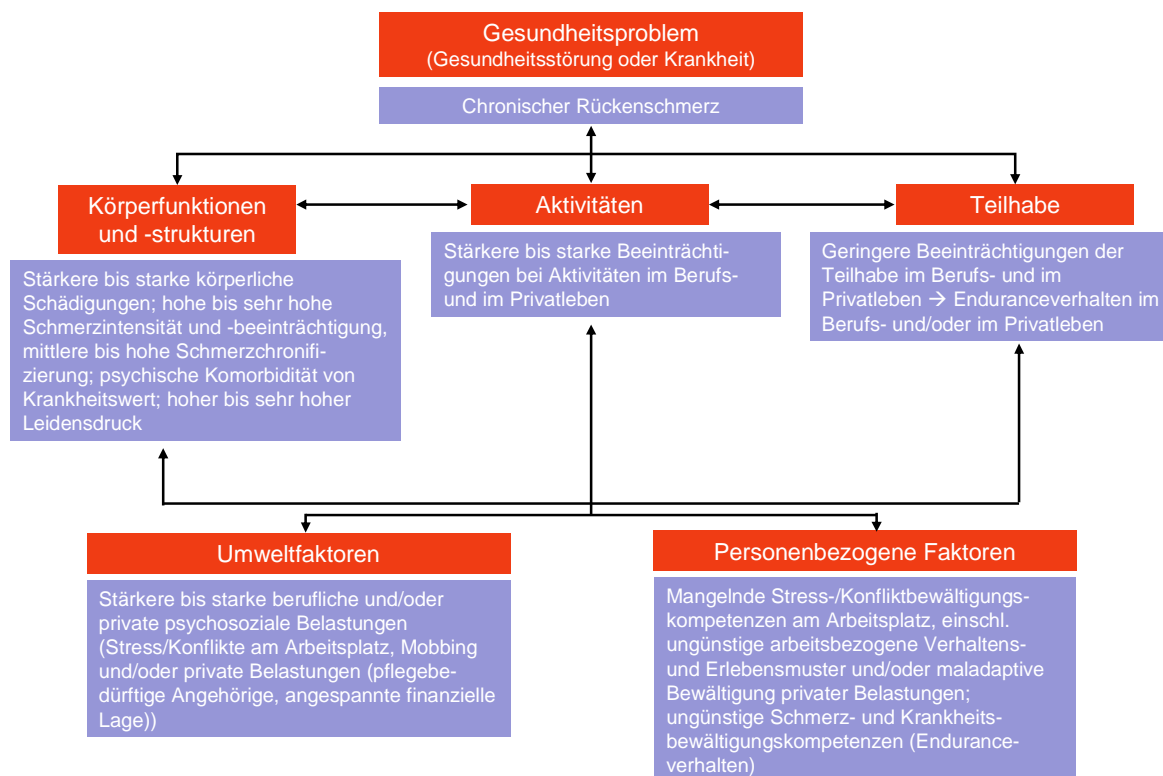 Gesundheitsproblem
(Gesundheitsstörung oder Krankheit)
Chronischer Rückenschmerz
Körperfunktionen
und -strukturen
Stärkere bis starke körperliche
Schädigungen; hohe bis sehr hohe
Schmerzintensität und -beeinträchtigung,
mittlere bis hohe Schmerzchronifi-
zierung; psychische Komorbidität von
Krankheitswert; hoher bis sehr hoher
Leidensdruck
Aktivitäten
Stärkere bis starke Beeinträchti-
gungen bei Aktivitäten im Berufs-
und im Privatleben
Teilhabe
Geringere Beeinträchtigungen der
Teilhabe im Berufs- und im
Privatleben → Enduranceverhalten im
Berufs- und/oder im Privatleben
Umweltfaktoren
Stärkere bis starke berufliche und/oder
private psychosoziale Belastungen
(Stress/Konflikte am Arbeitsplatz, Mobbing
und/oder private Belastungen (pflegebe-
dürftige Angehörige, angespannte finanzielle
Lage))
Personenbezogene Faktoren
Mangelnde Stress-/Konfliktbewältigungs-
kompetenzen am Arbeitsplatz, einschl.
ungünstige arbeitsbezogene Verhaltens-
und Erlebensmuster und/oder maladaptive
Bewältigung privater Belastungen;
ungünstige Schmerz- und Krankheits-
bewältigungskompetenzen (Endurance-
verhalten)